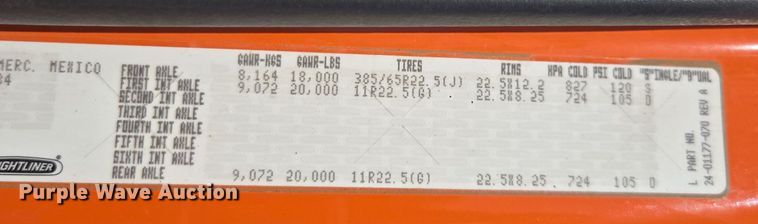 MERC. MEXICO
84
GAWR-KGS GAWR-LBS TIRES RIMS KPA COLD PSI COLD "S"INGLE/"D"UAL
FRONT AXLE 8,164 18,000 385/65R22.5(J) 22.5X12.2 827 120 S
FIRST INT AXLE 9,072 20,000 11R22.5(G) 22.5X8.25 724 105 D
SECOND INT AXLE
THIRD INT AXLE
FOURTH INT AXLE
FIFTH INT AXLE
SIXTH INT AXLE
REAR AXLE 9,072 20,000 11R22.5(G) 22.5X8.25 724 105 D
L PART NO.
24-01177-070 REV A
EIGHTLINER
Purple Wave Auction